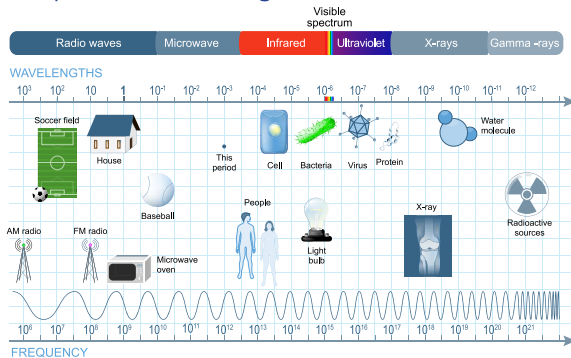 Visible
spectrum
Radio waves Microwave Infrared Ultraviolet X-rays Gamma -rays
WAVELENGTHS
10³ 10² 10¹ 1 10⁻¹ 10⁻² 10⁻³ 10⁻⁴ 10⁻⁵ 10⁻⁶ 10⁻⁷ 10⁻⁸ 10⁻⁹ 10⁻¹⁰ 10⁻¹¹ 10⁻¹²
Soccer field
House
This
period
Cell
Bacteria
Virus
Protein
Water
molecule
Baseball
People
Light
bulb
X-ray
Radioactive
sources
AM radio
FM radio
Microwave
oven
10⁶ 10⁷ 10⁸ 10⁹ 10¹⁰ 10¹¹ 10¹² 10¹³ 10¹⁴ 10¹⁵ 10¹⁶ 10¹⁷ 10¹⁸ 10¹⁹ 10²⁰ 10²¹
FREQUENCY